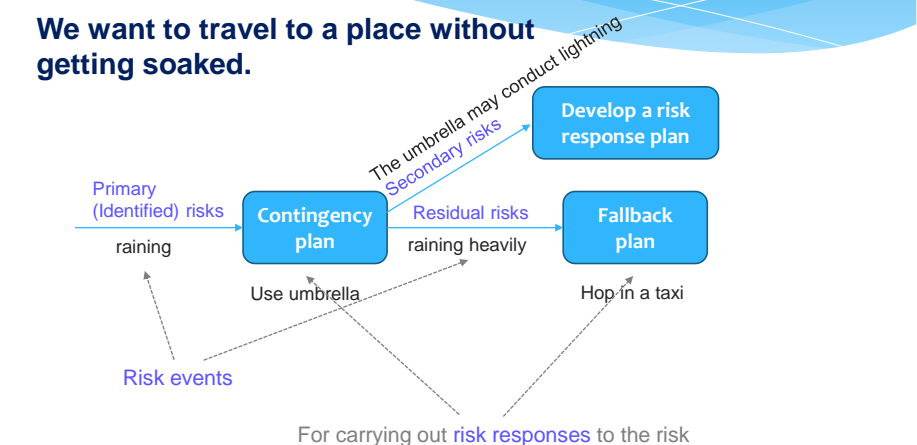 We want to travel to a place without
getting soaked.
The umbrella may conduct lightning
Secondary risks
Develop a risk
response plan
Primary
(Identified) risks
raining
Contingency
plan
Use umbrella
Residual risks
raining heavily
Fallback
plan
Hop in a taxi
Risk events
For carrying out risk responses to the risk